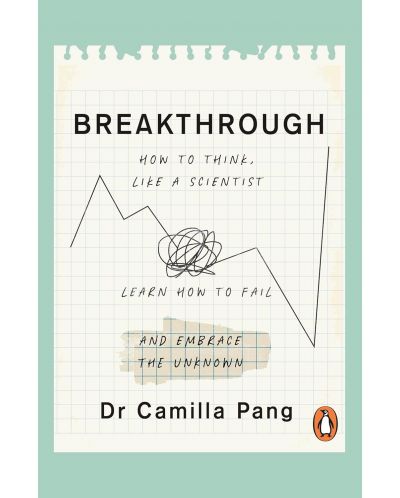 BREAKTHROUGH
HOW TO THINK,
LIKE A SCIENTIST
LEARN HOW TO FAIL
AND EMBRACE
THE UNKNOWN
Dr Camilla Pang